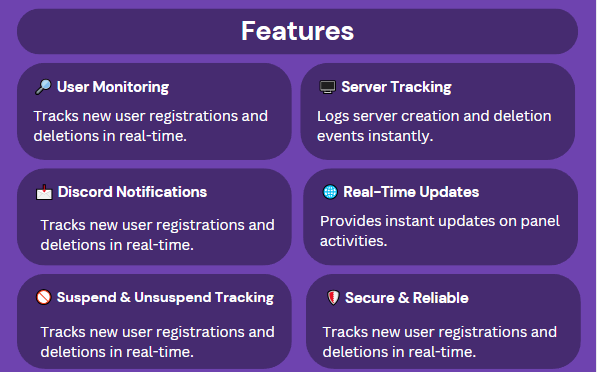 Features
User Monitoring
Tracks new user registrations and
deletions in real-time.
Server Tracking
Logs server creation and deletion
events instantly.
Discord Notifications
Tracks new user registrations and
deletions in real-time.
Real-Time Updates
Provides instant updates on panel
activities.
Suspend & Unsuspend Tracking
Tracks new user registrations and
deletions in real-time.
Secure & Reliable
Tracks new user registrations and
deletions in real-time.